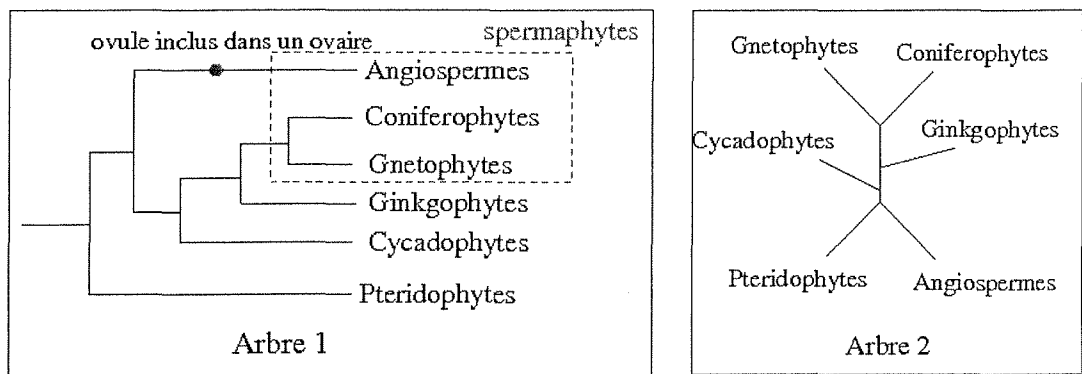 ovule inclus dans un ovaire
spermaphytes
Angiospermes
Coniferophytes
Gnetophytes
Ginkgophytes
Cycadophytes
Pteridophytes
Arbre 1
Gnetophytes
Coniferophytes
Cycadophytes
Ginkgophytes
Pteridophytes
Angiospermes
Arbre 2